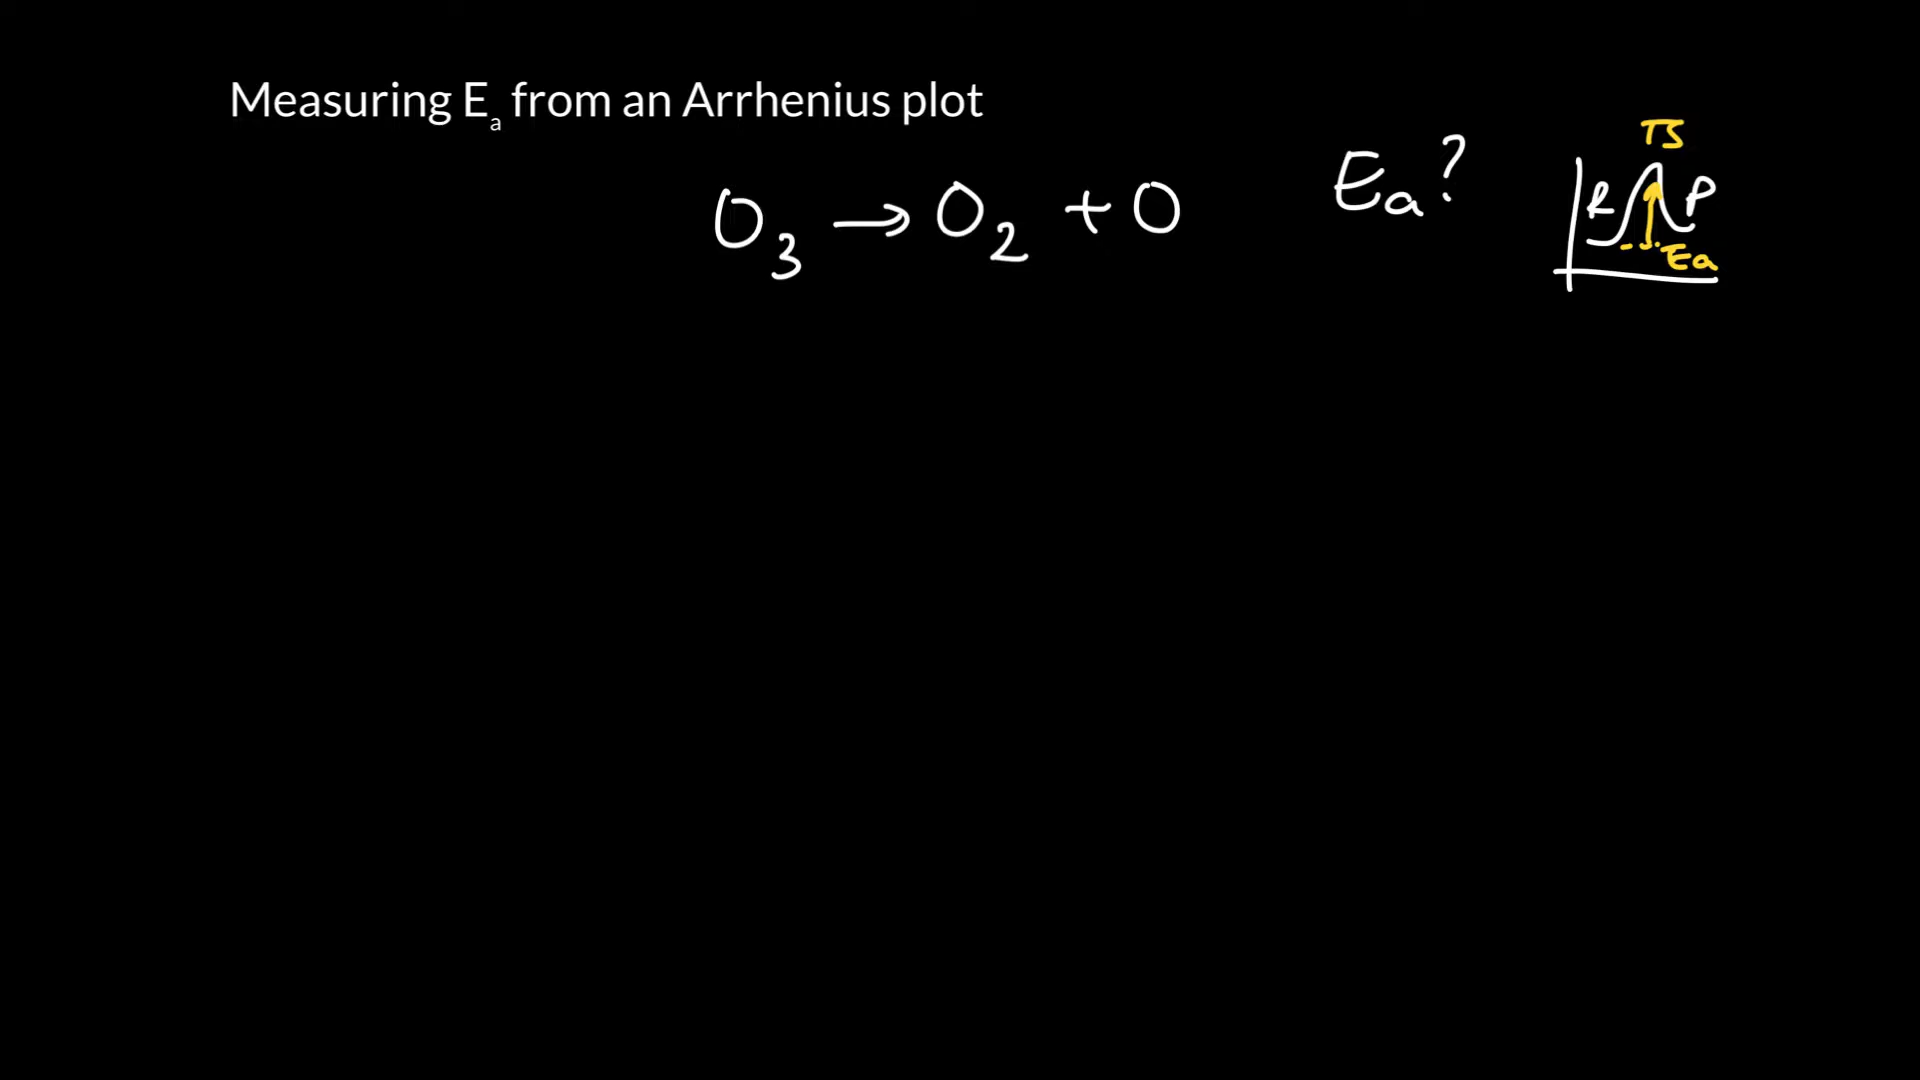 Measuring Eₐ from an Arrhenius plot
O₃ → O₂ + O
Eₐ?
TS
R
P
Eₐ